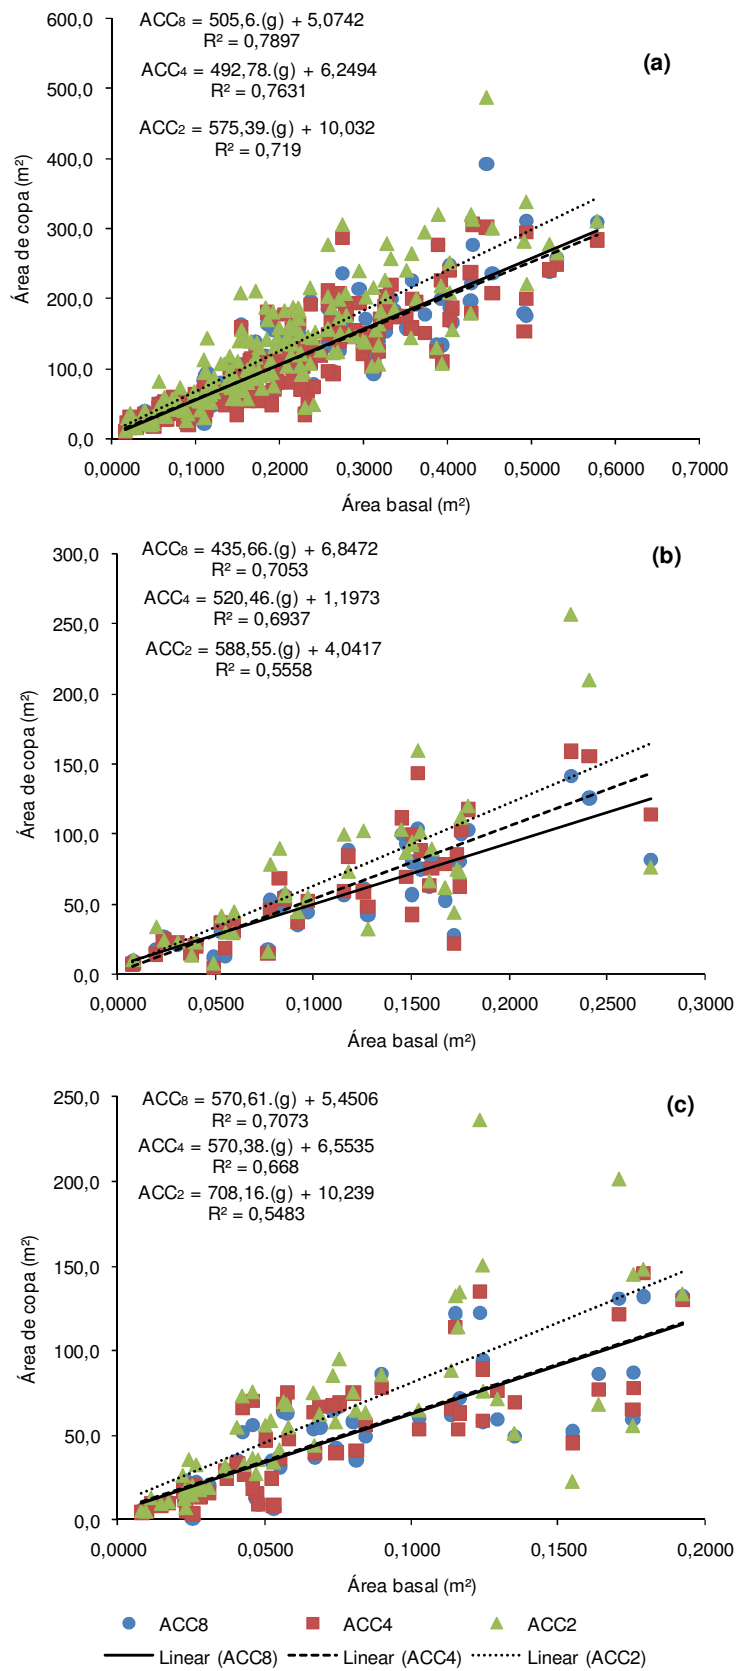 600,0
500,0
400,0
300,0
200,0
100,0
0,0
Área de copa (m²)
ACC₈ = 505,6.(g) + 5,0742
R² = 0,7897
ACC₄ = 492,78.(g) + 6,2494
R² = 0,7631
ACC₂ = 575,39.(g) + 10,032
R² = 0,719
(a)
0,0000 0,1000 0,2000 0,3000 0,4000 0,5000 0,6000 0,7000
Área basal (m²)
300,0
250,0
200,0
150,0
100,0
50,0
0,0
Área de copa (m²)
ACC₈ = 435,66.(g) + 6,8472
R² = 0,7053
ACC₄ = 520,46.(g) + 1,1973
R² = 0,6937
ACC₂ = 588,55.(g) + 4,0417
R² = 0,5558
(b)
0,0000 0,0500 0,1000 0,1500 0,2000 0,2500 0,3000
Área basal (m²)
250,0
200,0
150,0
100,0
50,0
0,0
Área de copa (m²)
ACC₈ = 570,61.(g) + 5,4506
R² = 0,7073
ACC₄ = 570,38.(g) + 6,5535
R² = 0,668
ACC₂ = 708,16.(g) + 10,239
R² = 0,5483
(c)
0,0000 0,0500 0,1000 0,1500 0,2000
Área basal (m²)
ACC8 ACC4 ACC2
Linear (ACC8) Linear (ACC4) Linear (ACC2)